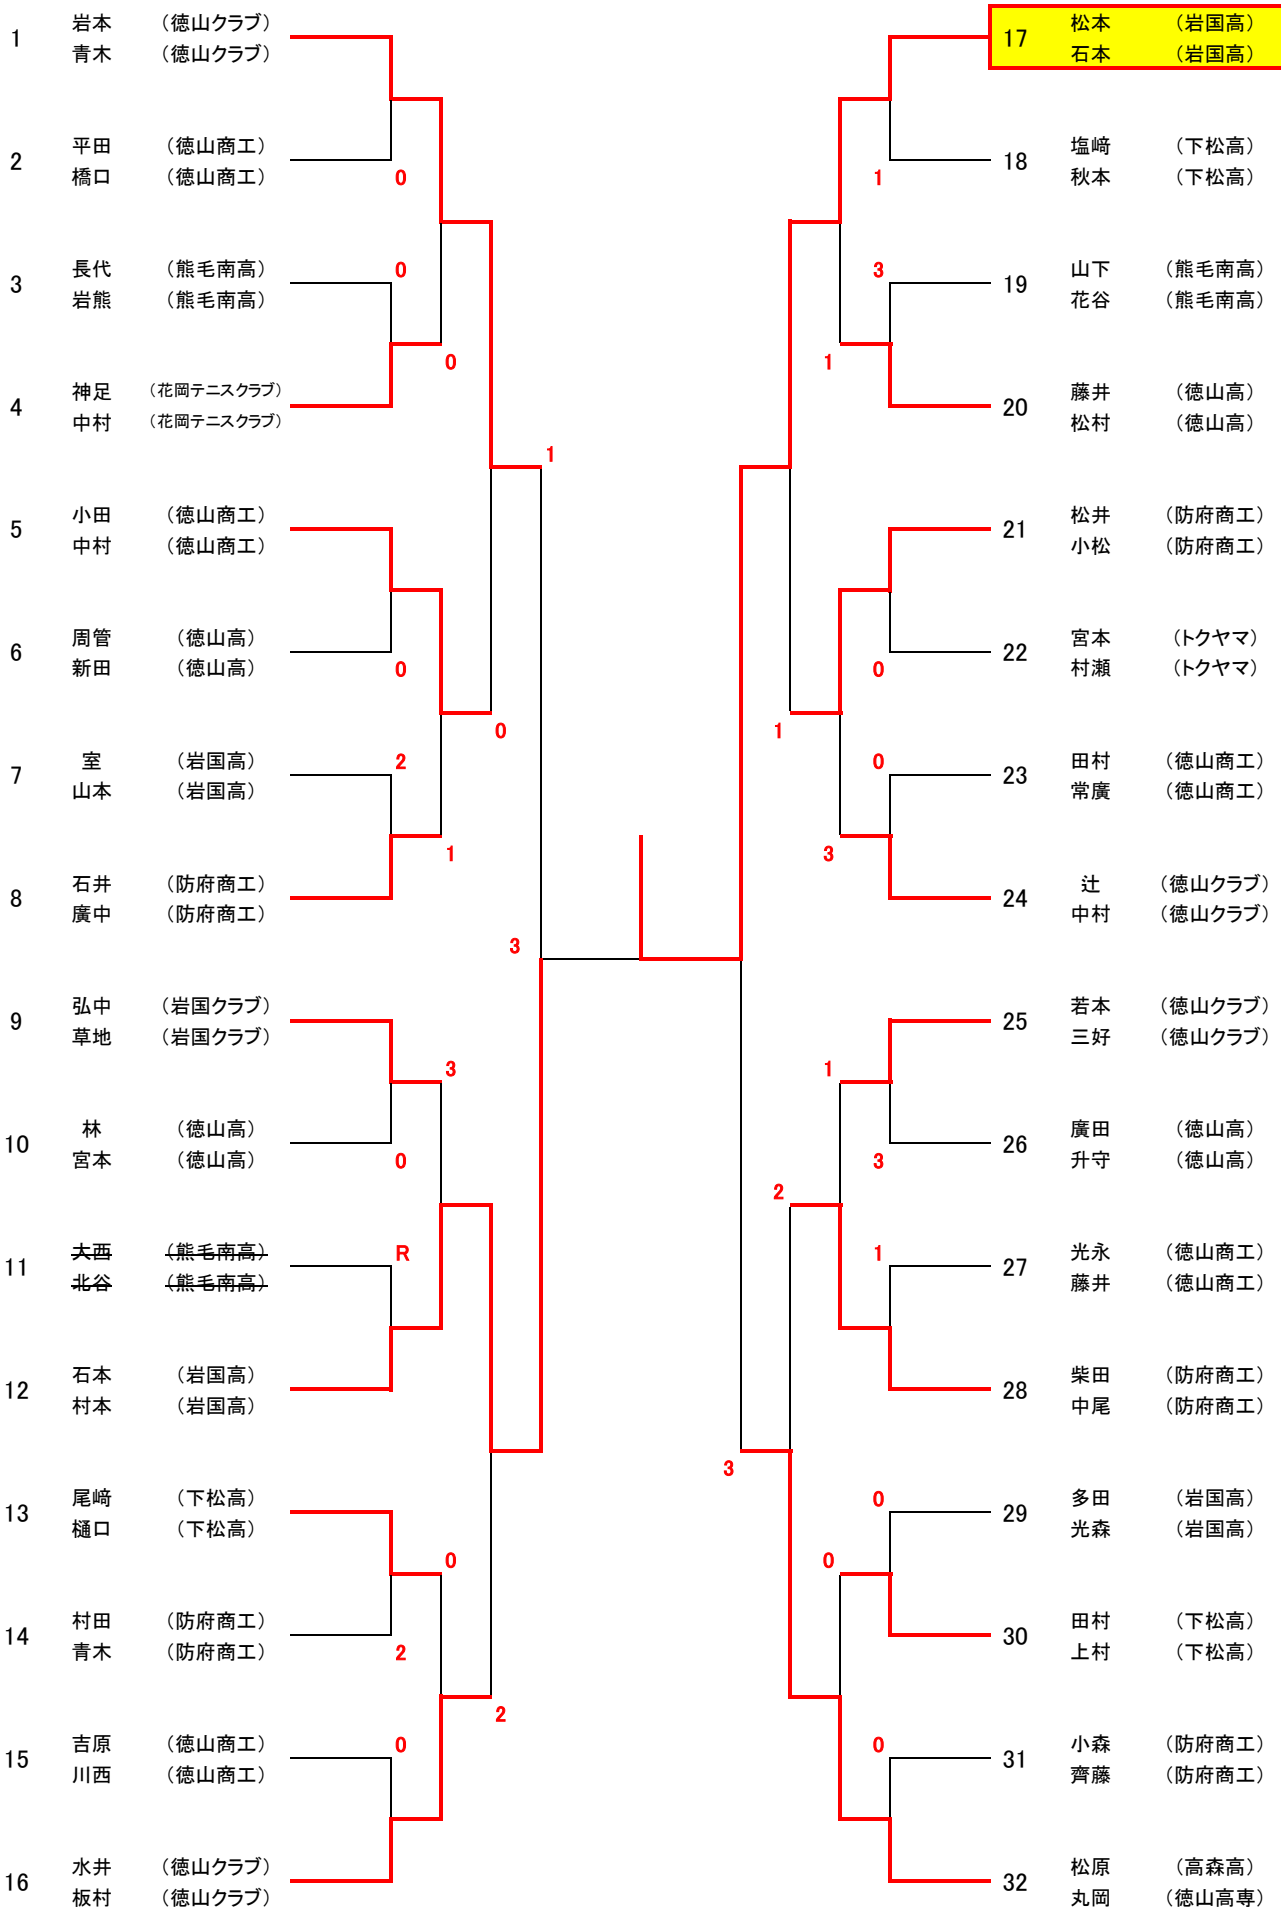 1 岩本 （徳山クラブ）
青木 （徳山クラブ）
2 平田 （徳山商工）
橋口 （徳山商工）
0
3 長代 （熊毛南高） 0
岩熊 （熊毛南高）
0
4 神足 （花岡テニスクラブ）
中村 （花岡テニスクラブ）
1
5 小田 （徳山商工）
中村 （徳山商工）
6 周管 （徳山高）
新田 （徳山高） 0
0
7 室 （岩国高） 2
山本 （岩国高）
1
8 石井 （防府商工）
廣中 （防府商工）
3
9 弘中 （岩国クラブ）
草地 （岩国クラブ）
3
10 林 （徳山高）
宮本 （徳山高） 0
11 大西 （熊毛南高） R
北谷 （熊毛南高）
12 石本 （岩国高）
村本 （岩国高）
13 尾﨑 （下松高）
樋口 （下松高）
0
14 村田 （防府商工）
青木 （防府商工） 2
2
15 吉原 （徳山商工） 0
川西 （徳山商工）
16 水井 （徳山クラブ）
板村 （徳山クラブ）
17 松本 （岩国高）
石本 （岩国高）
18 塩﨑 （下松高）
秋本 （下松高）
1
3
19 山下 （熊毛南高）
花谷 （熊毛南高）
1
20 藤井 （徳山高）
松村 （徳山高）
21 松井 （防府商工）
小松 （防府商工）
22 宮本 （トクヤマ）
村瀬 （トクヤマ）
0
1
0
23 田村 （徳山商工）
常廣 （徳山商工）
3
24 辻 （徳山クラブ）
中村 （徳山クラブ）
25 若本 （徳山クラブ）
三好 （徳山クラブ）
1
26 廣田 （徳山高）
升守 （徳山高）
3
2
1
27 光永 （徳山商工）
藤井 （徳山商工）
28 柴田 （防府商工）
中尾 （防府商工）
3
0
29 多田 （岩国高）
光森 （岩国高）
0
30 田村 （下松高）
上村 （下松高）
0
31 小森 （防府商工）
齊藤 （防府商工）
32 松原 （高森高）
丸岡 （徳山高専）